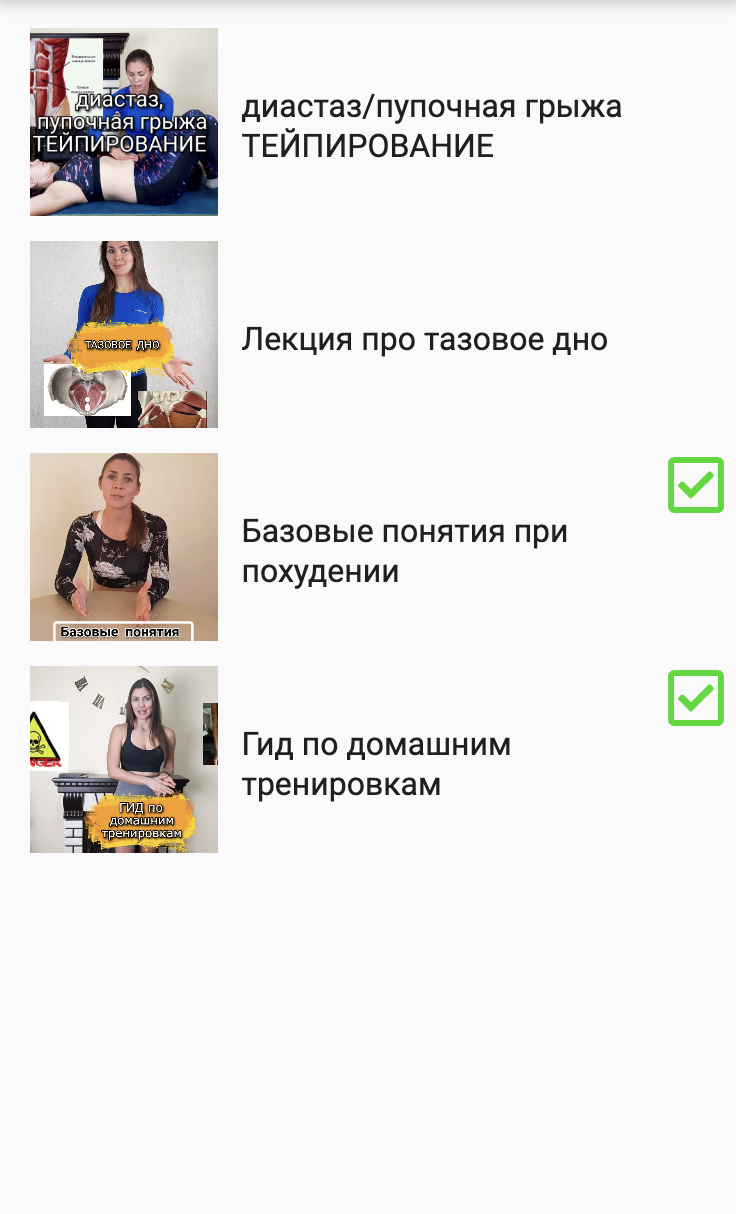 диастаз,
пупочная грыжа
ТЕЙПИРОВАНИЕ
диастаз/пупочная грыжа
ТЕЙПИРОВАНИЕ
ТАЗОВОЕ ДНО
Лекция про тазовое дно
Базовые понятия
Базовые понятия при
похудении
NGER
ГИД по
домашним
тренировкам
Гид по домашним
тренировкам